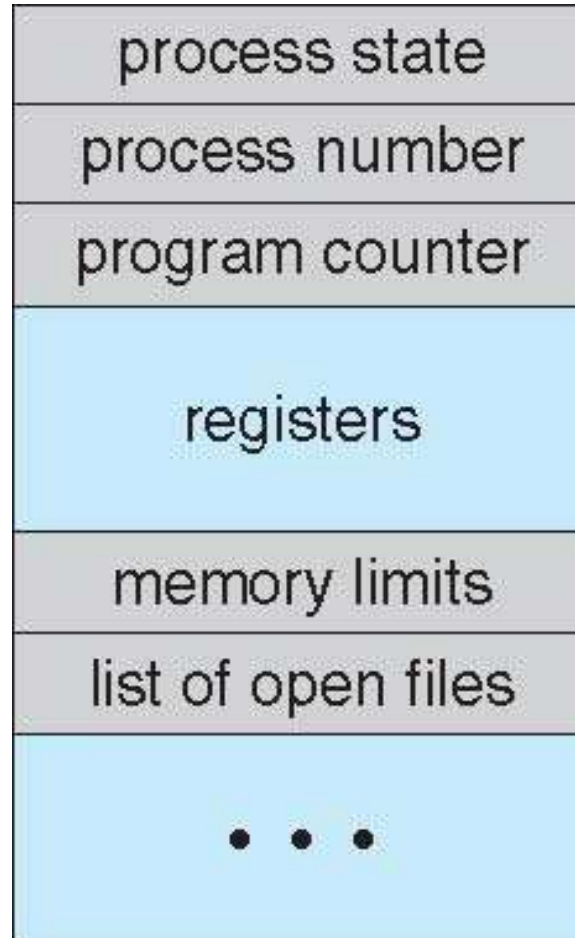 process state
process number
program counter
registers
memory limits
list of open files
• • •